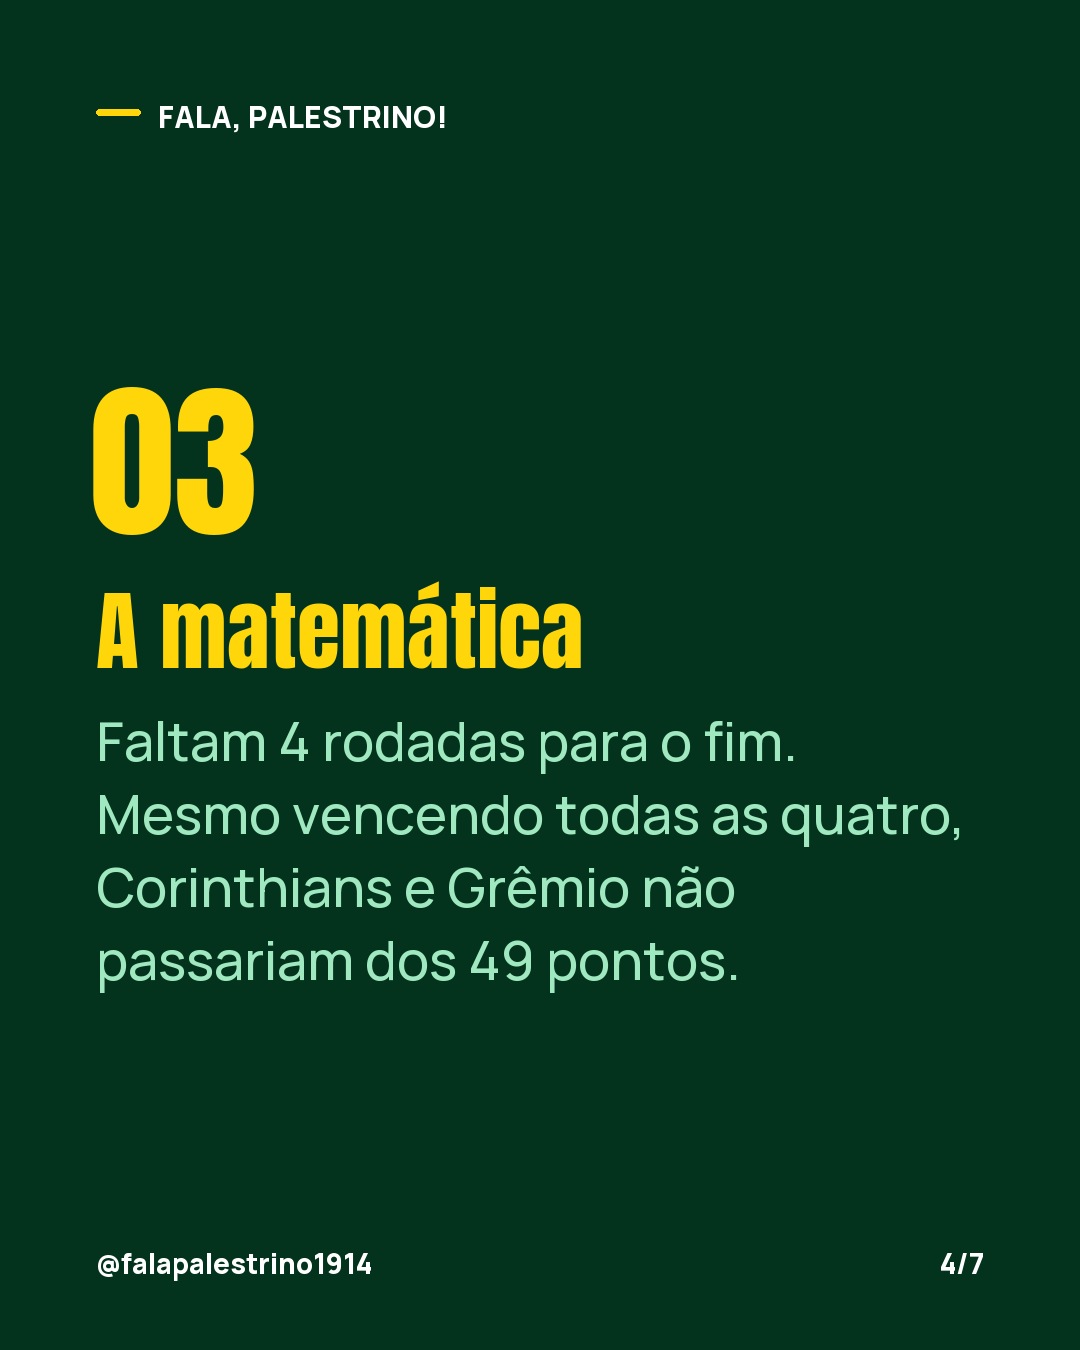 FALA, PALESTRINO!
03
A matemática
Faltam 4 rodadas para o fim.
Mesmo vencendo todas as quatro,
Corinthians e Grêmio não
passariam dos 49 pontos.
@falapalestrino1914
4/7